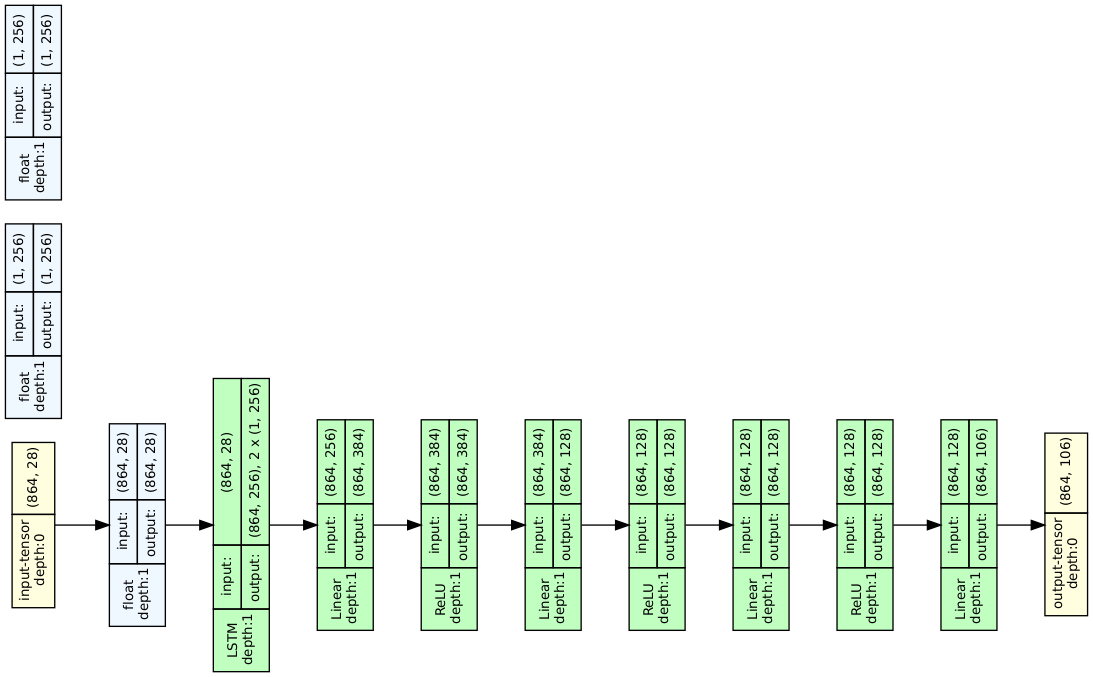 float
depth:1
input:
(1, 256)
output:
(1, 256)
float
depth:1
input:
(1, 256)
output:
(1, 256)
input-tensor
depth:0
(864, 28)
float
depth:1
input:
(864, 28)
output:
(864, 28)
LSTM
depth:1
input:
(864, 28)
output:
(864, 256), 2 x (1, 256)
Linear
depth:1
input:
(864, 256)
output:
(864, 384)
ReLU
depth:1
input:
(864, 384)
output:
(864, 384)
Linear
depth:1
input:
(864, 384)
output:
(864, 128)
ReLU
depth:1
input:
(864, 128)
output:
(864, 128)
Linear
depth:1
input:
(864, 128)
output:
(864, 128)
ReLU
depth:1
input:
(864, 128)
output:
(864, 128)
Linear
depth:1
input:
(864, 128)
output:
(864, 106)
output-tensor
depth:0
(864, 106)